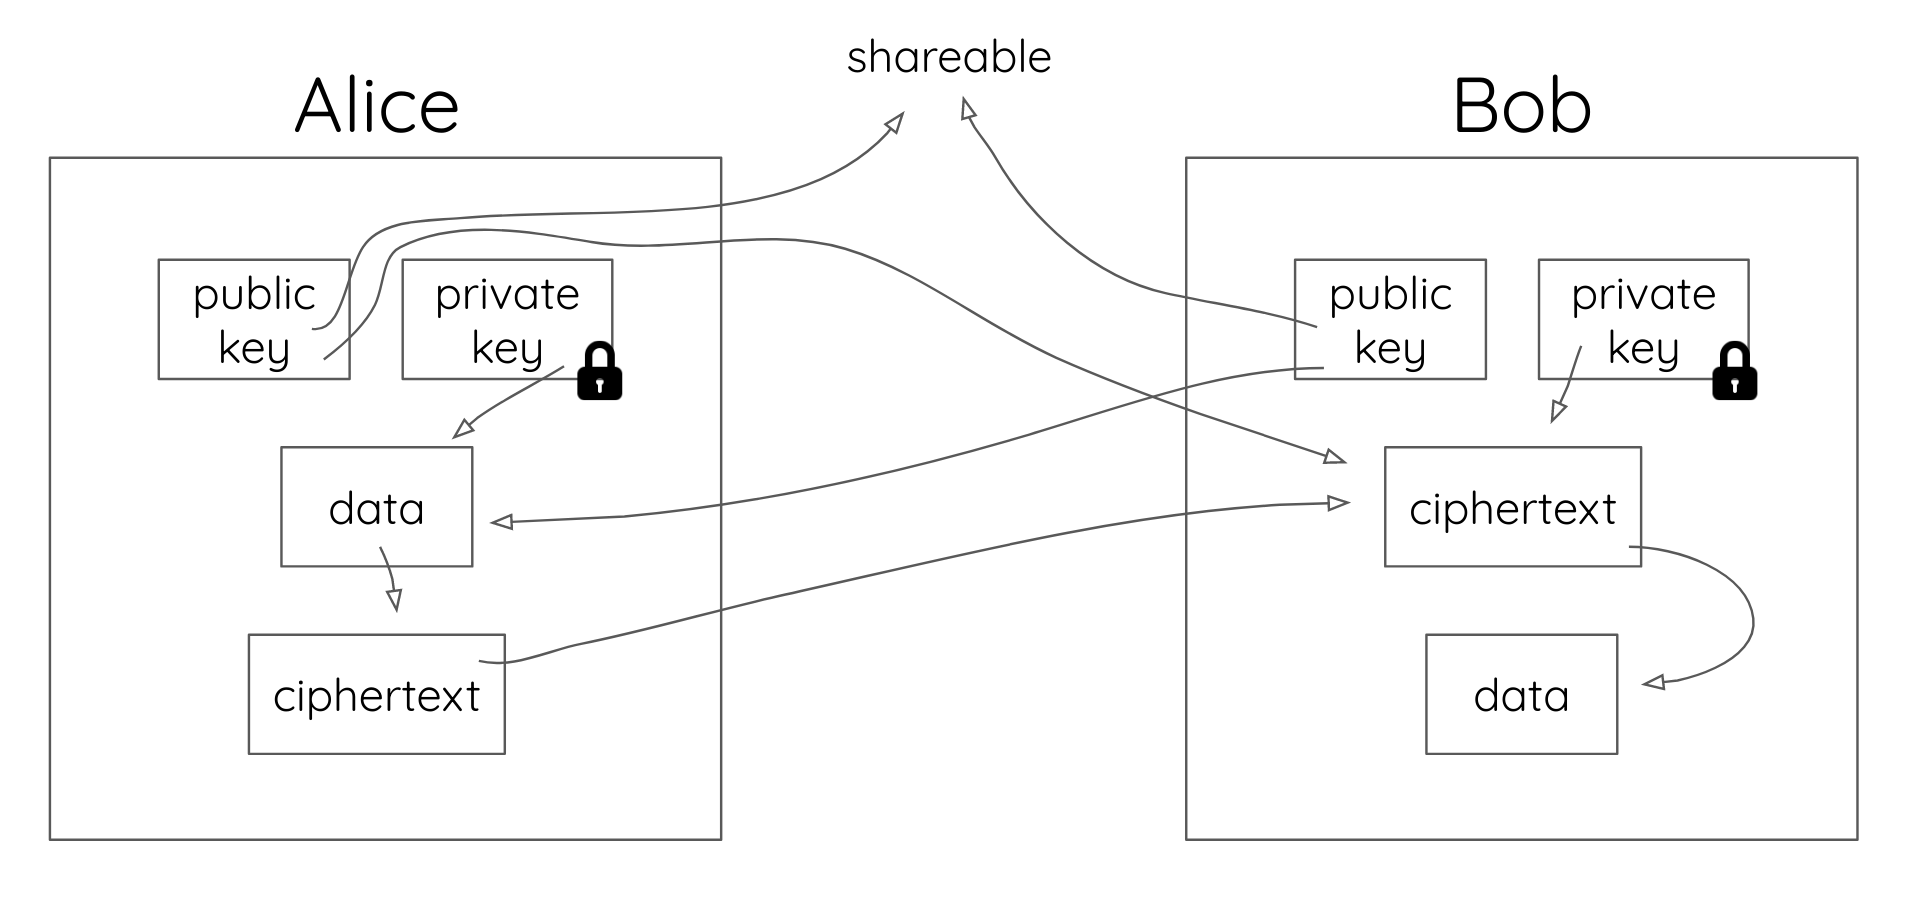 shareable
Alice
Bob
public
key
private
key
data
ciphertext
public
key
private
key
ciphertext
data